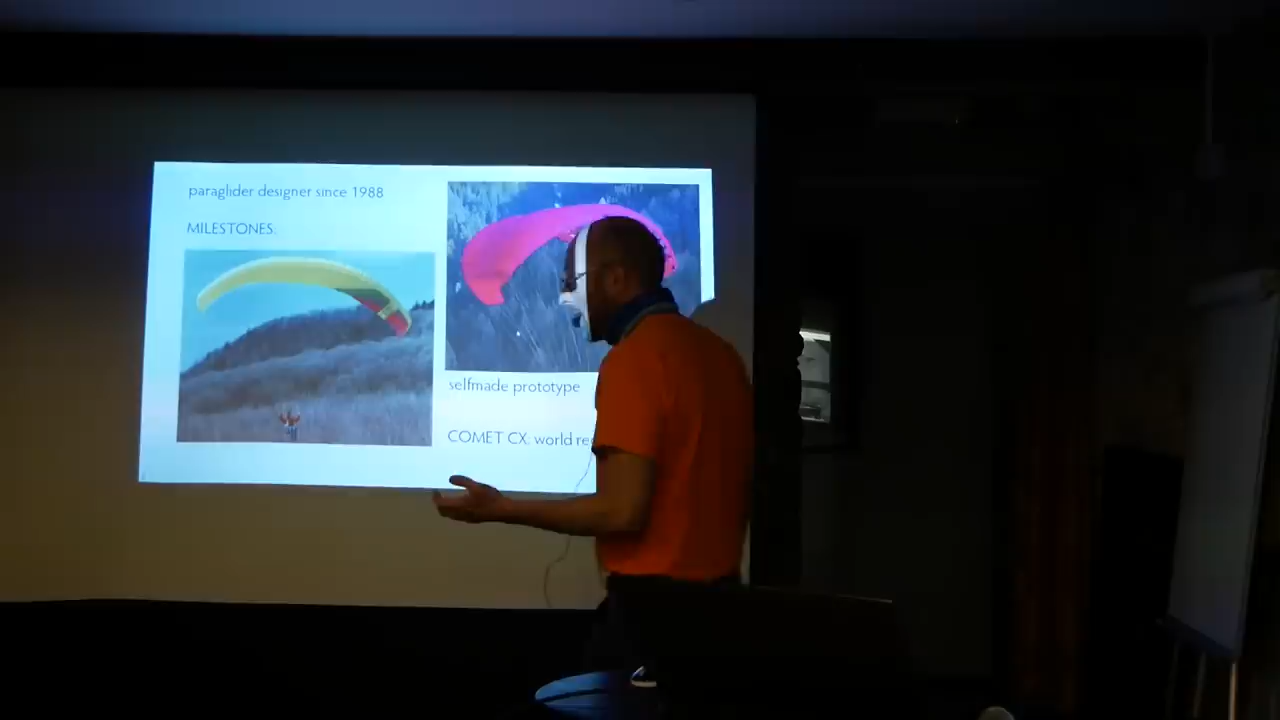 paraglider designer since 1988
MILESTONES:
selfmade prototype
COMET CX: world